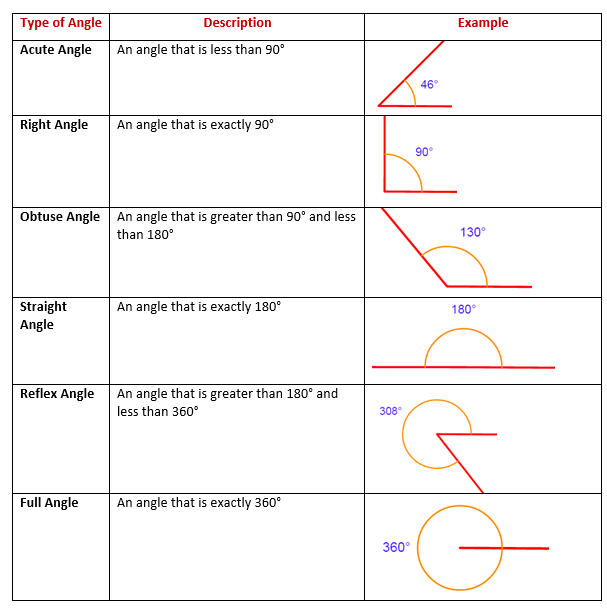 Type of Angle Description Example
Acute Angle An angle that is less than 90°
46°
Right Angle An angle that is exactly 90°
90°
Obtuse Angle An angle that is greater than 90° and less
than 180°
130°
Straight An angle that is exactly 180°
Angle
180°
Reflex Angle An angle that is greater than 180° and
less than 360°
308°
Full Angle An angle that is exactly 360°
360°